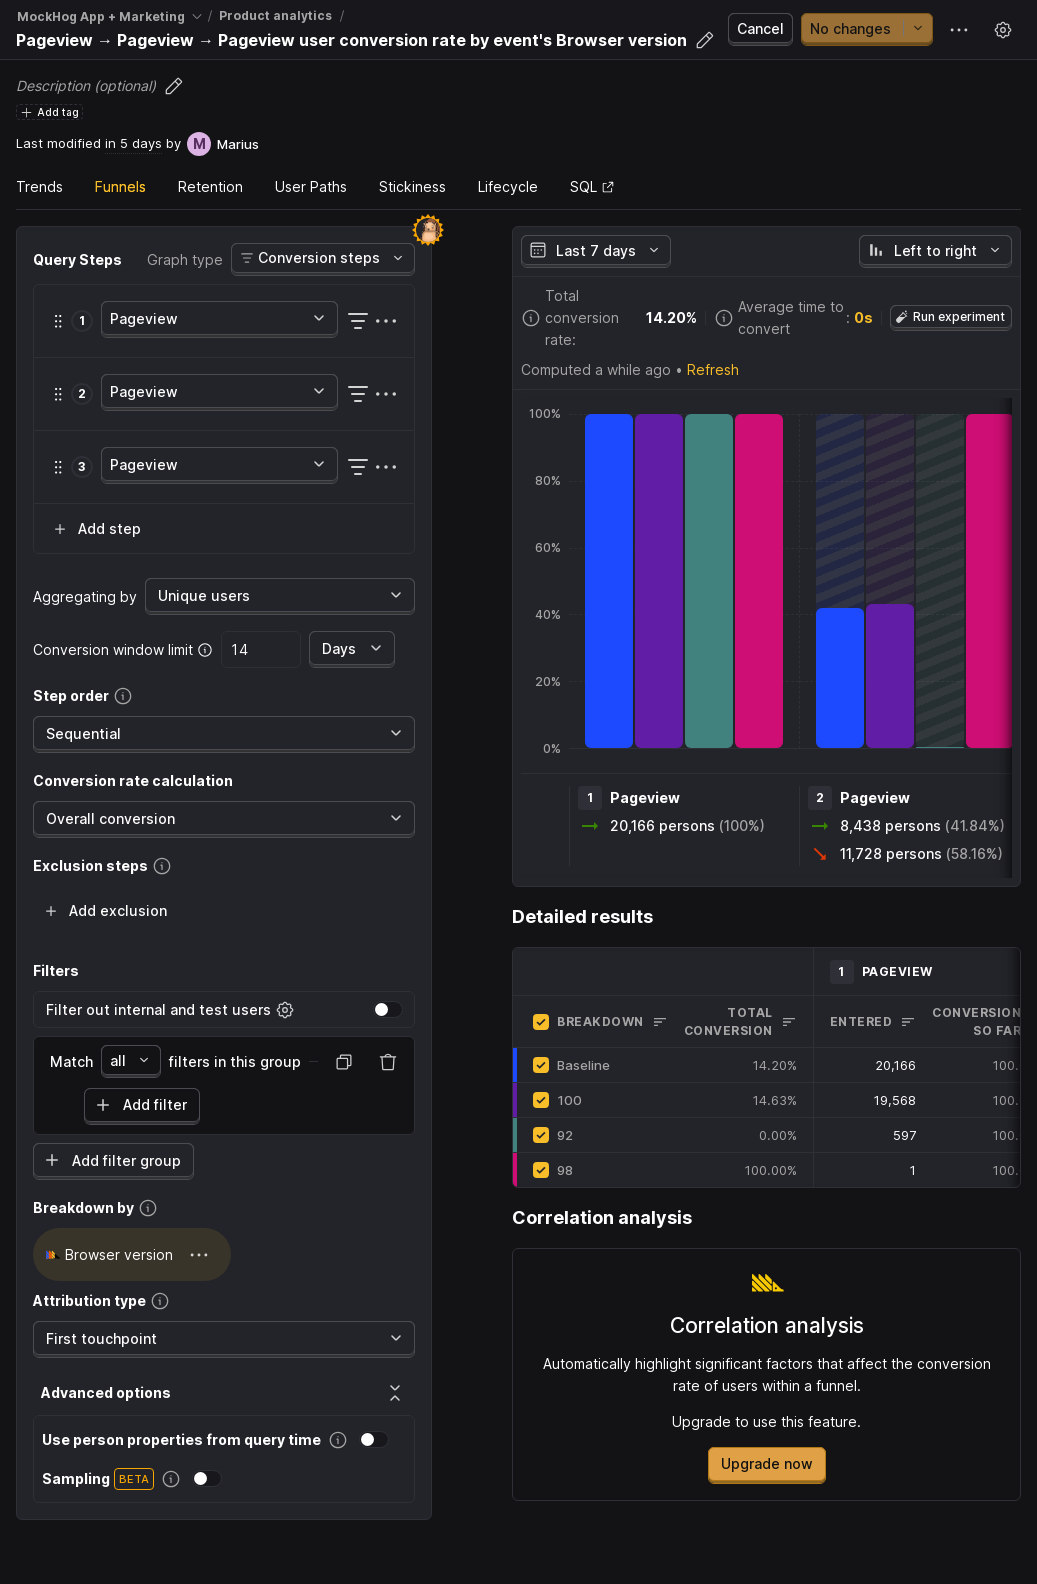 MockHog App + Marketing / Product analytics /
Pageview → Pageview → Pageview user conversion rate by event's Browser version
Cancel
No changes
Description (optional)
Add tag
Last modified in 5 days by M Marius
Trends
Funnels
Retention
User Paths
Stickiness
Lifecycle
SQL
Query Steps
Graph type
Conversion steps
1 Pageview
2 Pageview
3 Pageview
Add step
Aggregating by
Unique users
Conversion window limit
14
Days
Step order
Sequential
Conversion rate calculation
Overall conversion
Exclusion steps
Add exclusion
Filters
Filter out internal and test users
Match all filters in this group
Add filter
Add filter group
Breakdown by
Browser version
Attribution type
First touchpoint
Advanced options
Use person properties from query time
Sampling BETA
Last 7 days
Left to right
Total
conversion
rate:
14.20%
Average time to
convert
: 0s
Run experiment
Computed a while ago • Refresh
100%
80%
60%
40%
20%
0%
1 Pageview
20,166 persons (100%)
2 Pageview
8,438 persons (41.84%)
11,728 persons (58.16%)
Detailed results
1 PAGEVIEW
BREAKDOWN
TOTAL
CONVERSION
ENTERED
CONVERSION
SO FAR
Baseline 14.20% 20,166 100.
100 14.63% 19,568 100.
92 0.00% 597 100.
98 100.00% 1 100.
Correlation analysis
Correlation analysis
Automatically highlight significant factors that affect the conversion
rate of users within a funnel.
Upgrade to use this feature.
Upgrade now